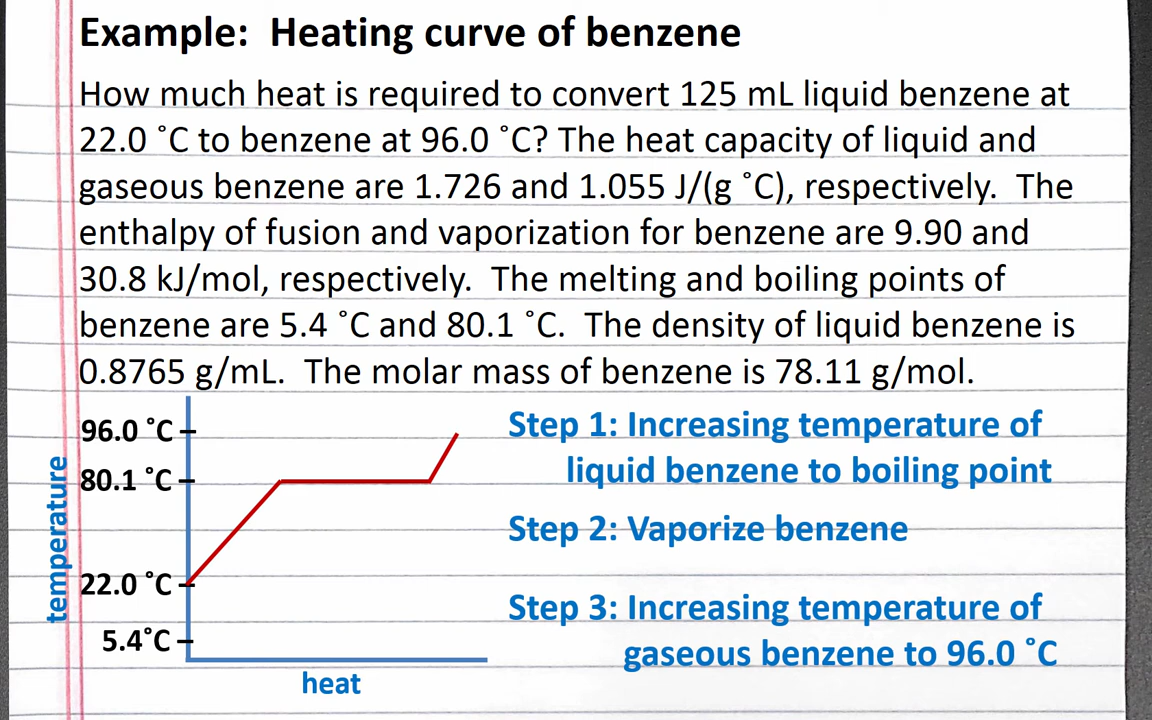 Example:  Heating curve of benzene
How much heat is required to convert 125 mL liquid benzene at
22.0 ˚C to benzene at 96.0 ˚C? The heat capacity of liquid and
gaseous benzene are 1.726 and 1.055 J/(g ˚C), respectively.  The
enthalpy of fusion and vaporization for benzene are 9.90 and
30.8 kJ/mol, respectively.  The melting and boiling points of
benzene are 5.4 ˚C and 80.1 ˚C.  The density of liquid benzene is
0.8765 g/mL.  The molar mass of benzene is 78.11 g/mol.
96.0 ˚C
80.1 ˚C
22.0 ˚C
5.4˚C
temperature
heat
Step 1: Increasing temperature of
liquid benzene to boiling point
Step 2: Vaporize benzene
Step 3: Increasing temperature of
gaseous benzene to 96.0 ˚C